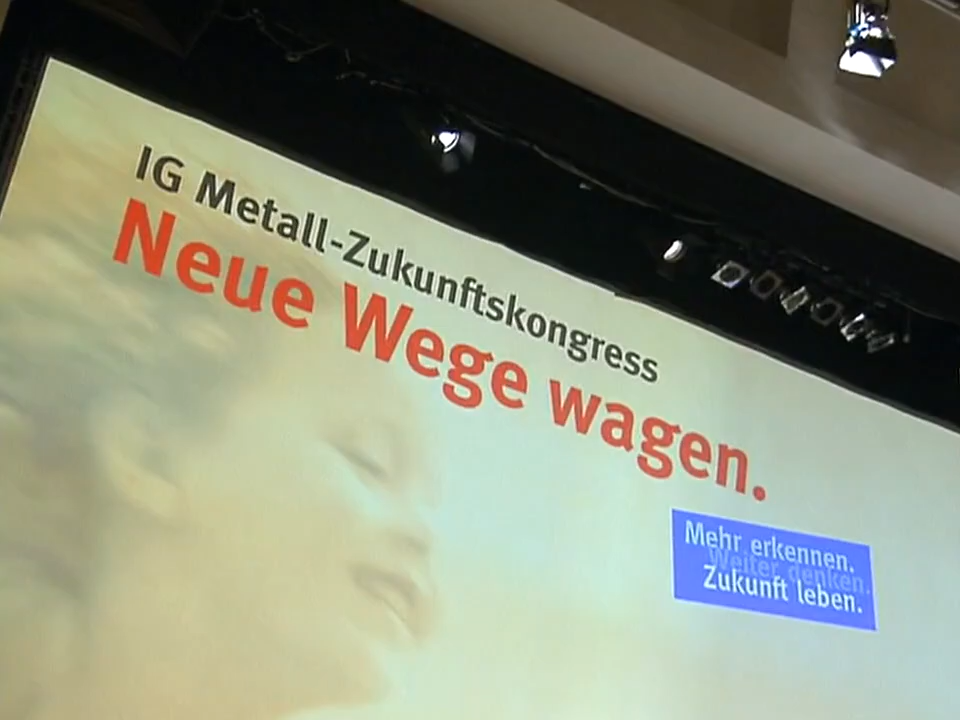 IG Metall-Zukunftskongress
Neue Wege wagen.
Mehr erkennen.
Weiter denken.
Zukunft leben.